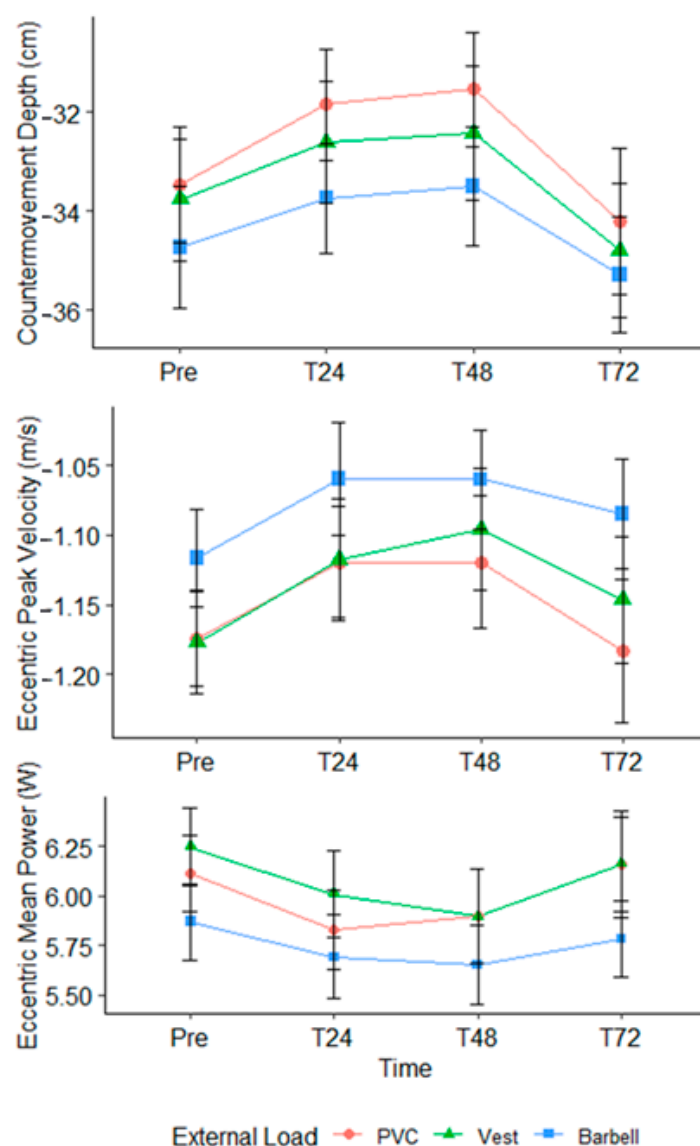 Countermovement Depth (cm)
−32
−34
−36
Pre T24 T48 T72
Eccentric Peak Velocity (m/s)
−1.05
−1.10
−1.15
−1.20
Pre T24 T48 T72
Eccentric Mean Power (W)
6.25
6.00
5.75
5.50
Pre T24 T48 T72
Time
External Load PVC Vest Barbell